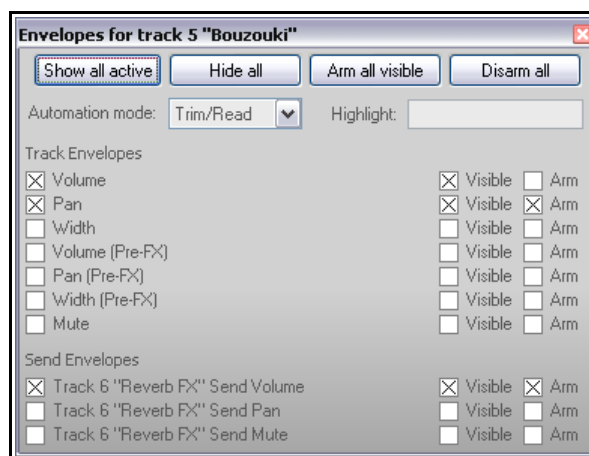 Envelopes for track 5 "Bouzouki"
Show all active Hide all Arm all visible Disarm all
Automation mode: Trim/Read Highlight:
Track Envelopes
Volume Visible Arm
Pan Visible Arm
Width Visible Arm
Volume (Pre-FX) Visible Arm
Pan (Pre-FX) Visible Arm
Width (Pre-FX) Visible Arm
Mute Visible Arm
Send Envelopes
Track 6 "Reverb FX" Send Volume Visible Arm
Track 6 "Reverb FX" Send Pan Visible Arm
Track 6 "Reverb FX" Send Mute Visible Arm